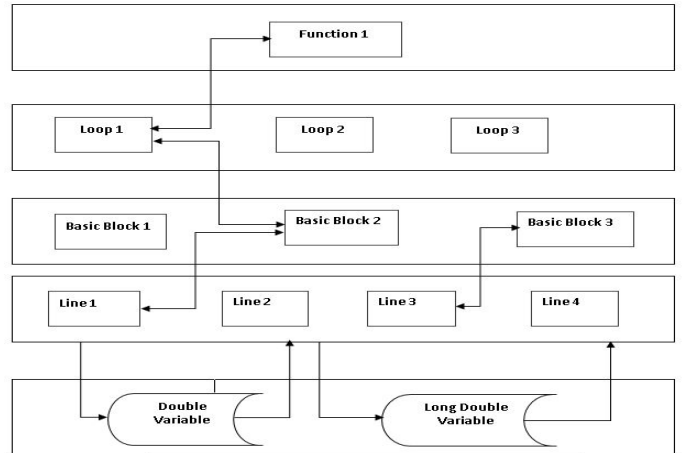 Function 1
Loop 1
Loop 2
Loop 3
Basic Block 1
Basic Block 2
Basic Block 3
Line 1
Line 2
Line 3
Line 4
Double
Variable
Long Double
Variable